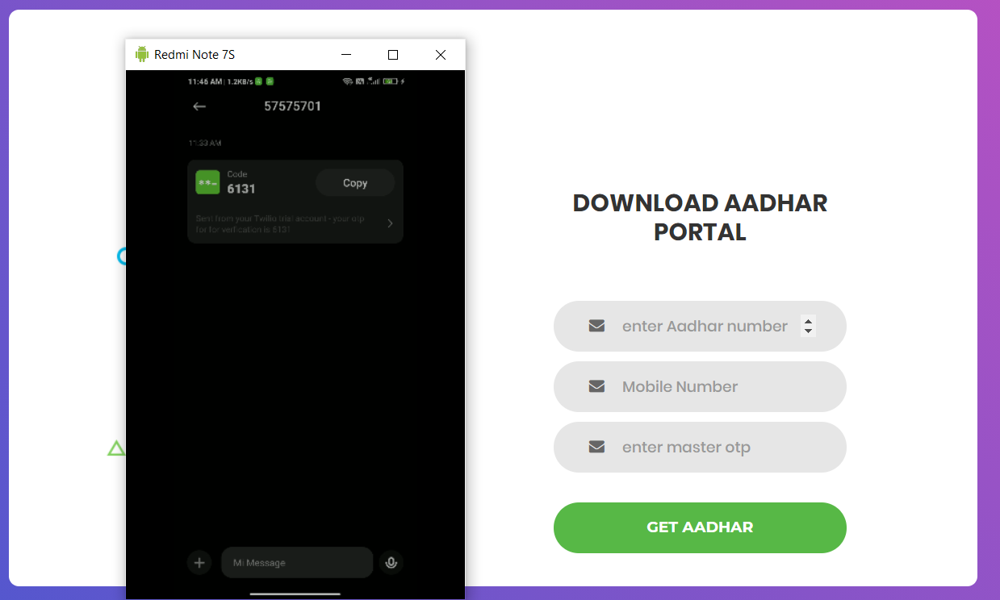 Redmi Note 7S
11:46 AM | 1.2KB/s
57575701
11:33 AM
Code
6131
Copy
Sent from your Twilio trial account - your otp
for for verification is 6131
Mi Message
DOWNLOAD AADHAR
PORTAL
enter Aadhar number
Mobile Number
enter master otp
GET AADHAR